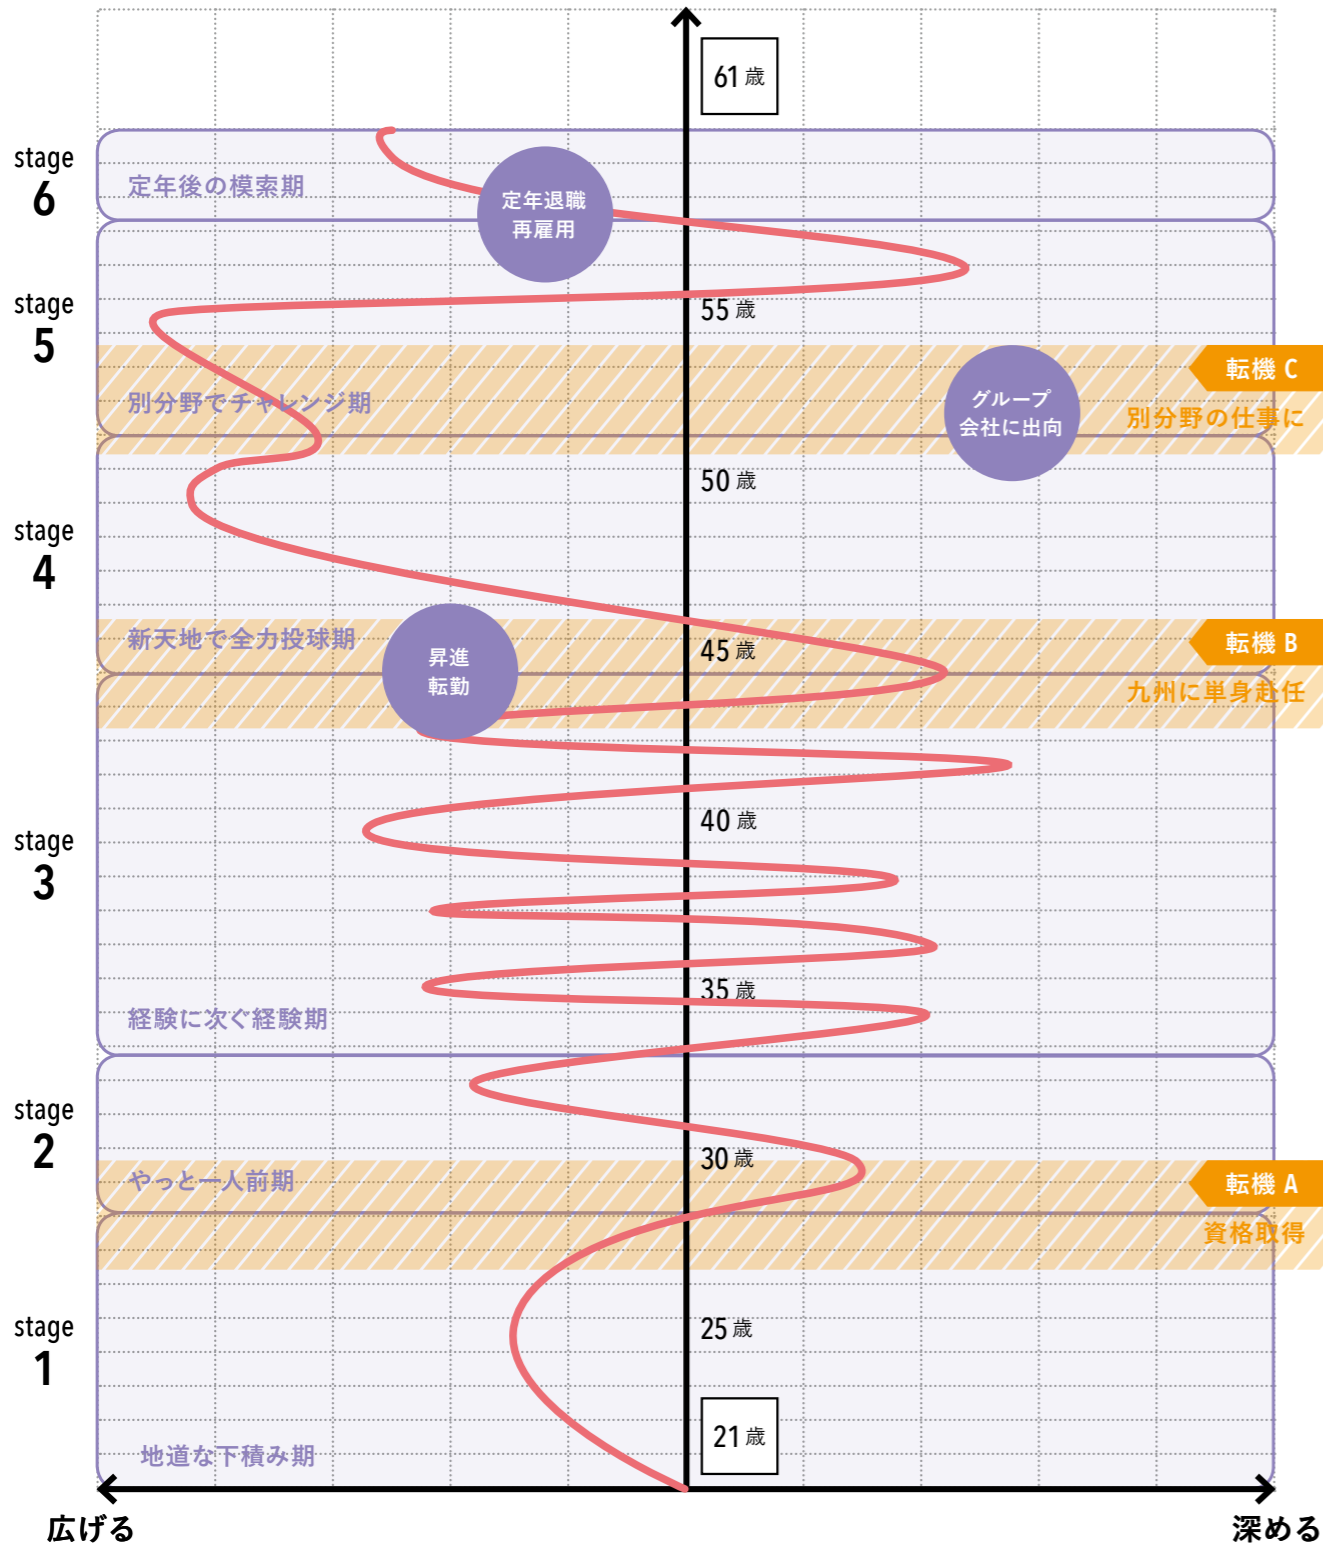 61 歳
stage
6
定年後の模索期
定年退職
再雇用
stage
5
55 歳
転機 C
別分野でチャレンジ期
グループ
会社に出向
別分野の仕事に
50 歳
stage
4
新天地で全力投球期
昇進
転勤
45 歳
転機 B
九州に単身赴任
40 歳
stage
3
35 歳
経験に次ぐ経験期
stage
2
30 歳
やっと一人前期
転機 A
資格取得
25 歳
stage
1
21 歳
地道な下積み期
広げる
深める